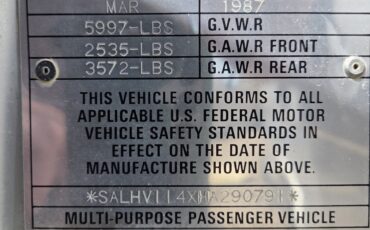 MAR 1987
5997-LBS G.V.W.R
2535-LBS G.A.W.R FRONT
3572-LBS G.A.W.R REAR
THIS VEHICLE CONFORMS TO ALL
APPLICABLE U.S. FEDERAL MOTOR
VEHICLE SAFETY STANDARDS IN
EFFECT ON THE DATE OF
MANUFACTURE SHOWN ABOVE.
MULTI-PURPOSE PASSENGER VEHICLE